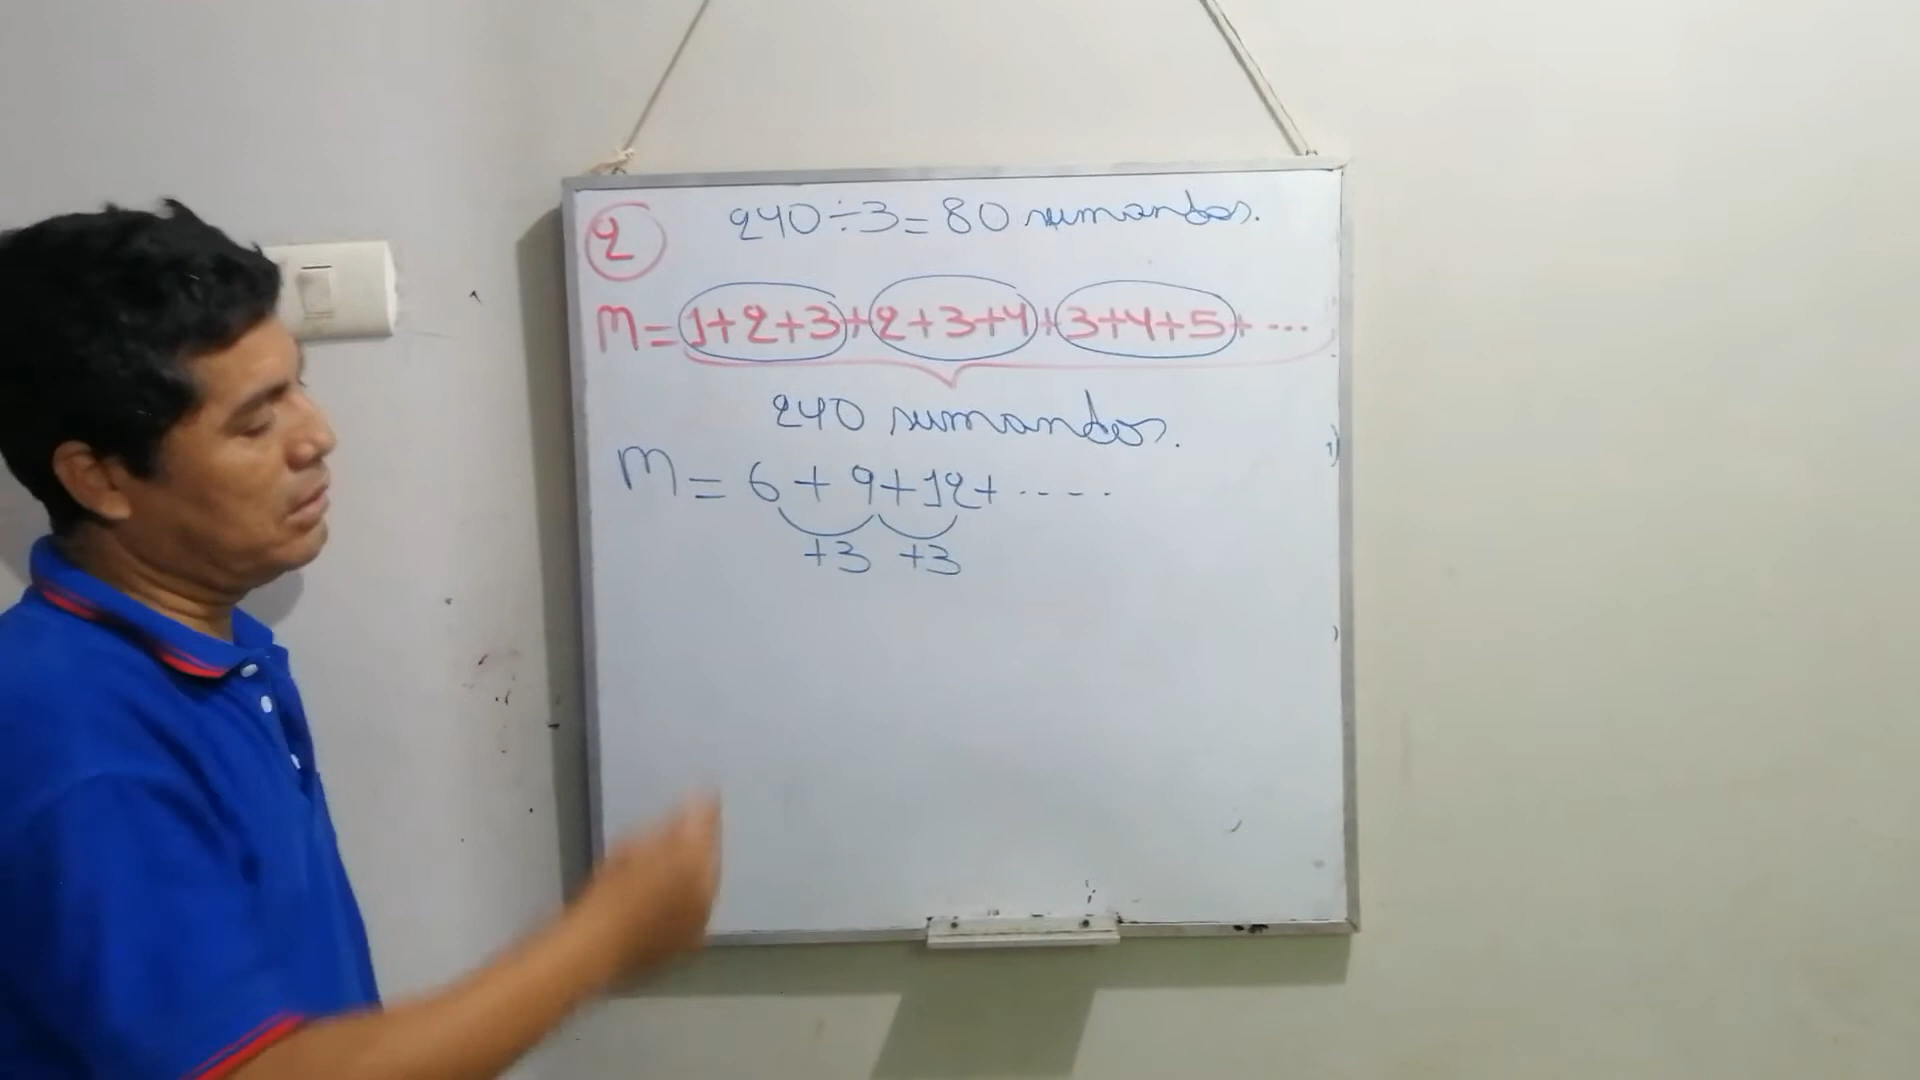 2
240÷3=80 sumandos.
M=1+2+3+2+3+4+3+4+5+...
240 sumandos.
M=6+9+12+.....
+3 +3